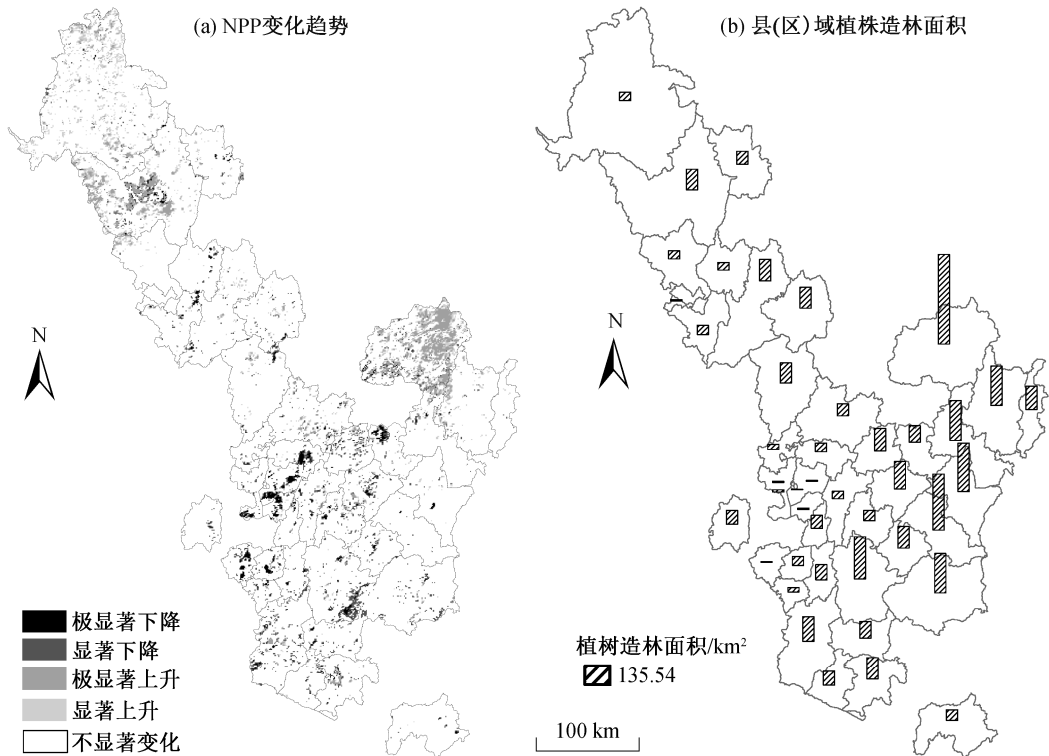 (a) NPP变化趋势
(b) 县(区)域植株造林面积
N
N
极显著下降
显著下降
极显著上升
显著上升
不显著变化
植树造林面积/km²
135.54
100 km